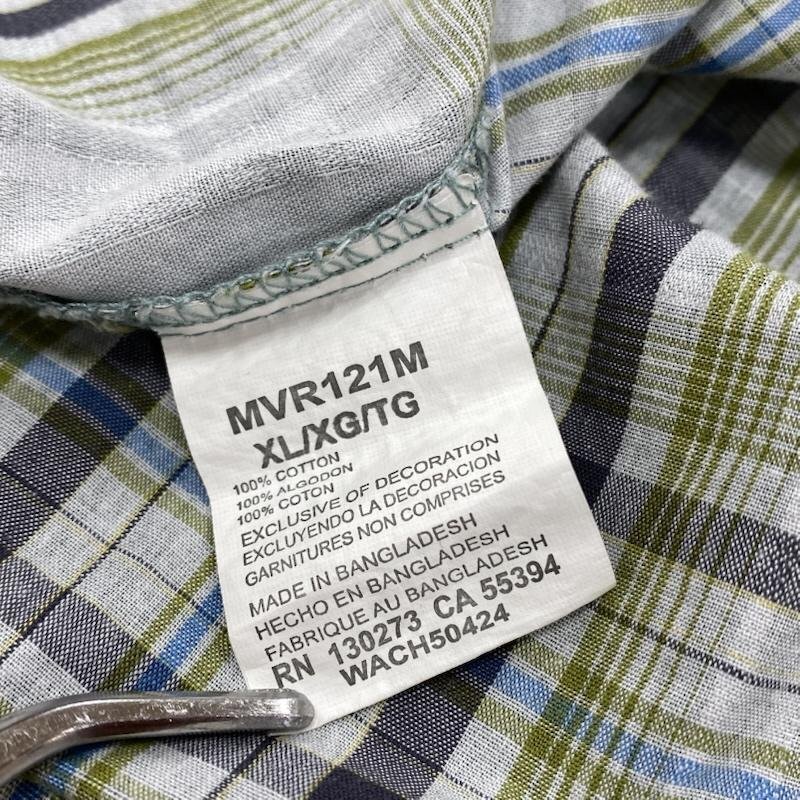 MVR121M
XL/XG/TG
100% COTTON
100% ALGODON
100% COTON
EXCLUSIVE OF DECORATION
EXCLUYENDO LA DECORACION
GARNITURES NON COMPRISES
MADE IN BANGLADESH
HECHO EN BANGLADESH
FABRIQUE AU BANGLADESH
RN 130273 CA 55394
WACH50424